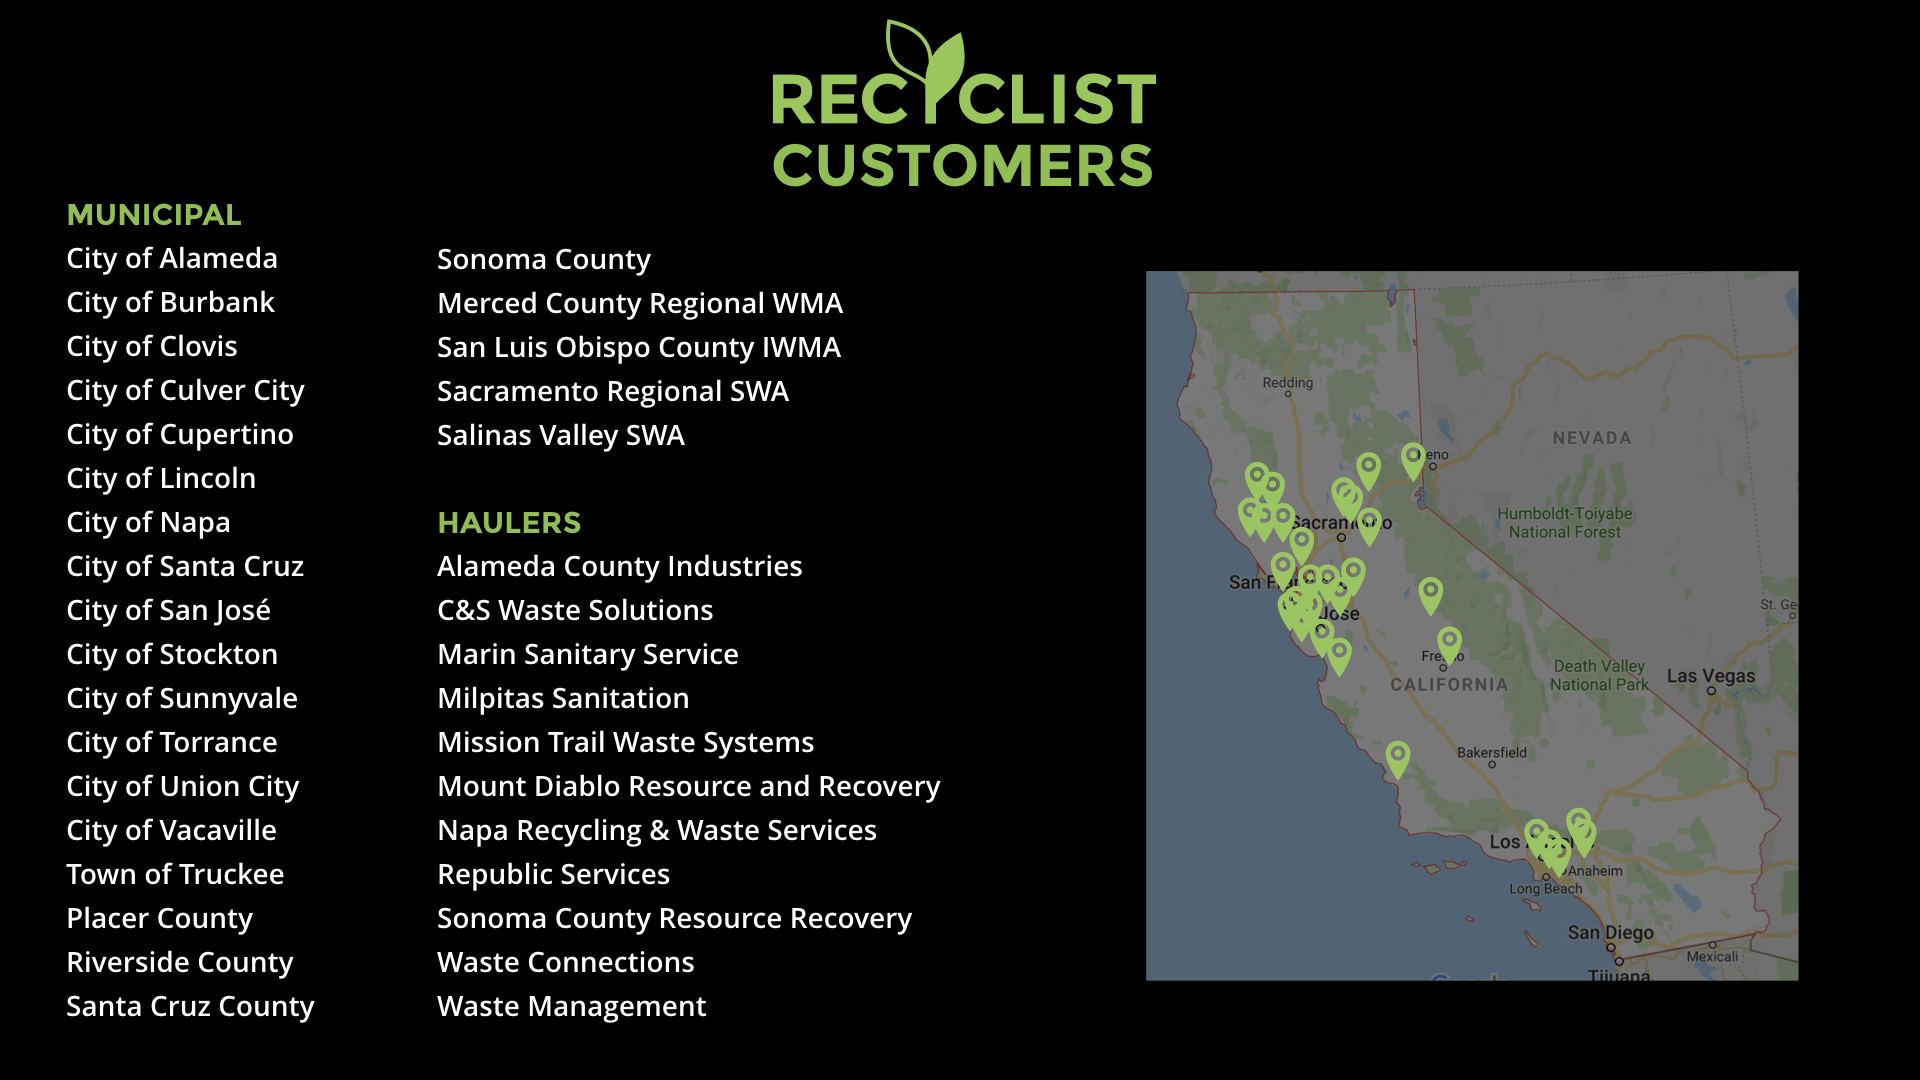 RECYCLIST
CUSTOMERS
MUNICIPAL
City of Alameda
City of Burbank
City of Clovis
City of Culver City
City of Cupertino
City of Lincoln
City of Napa
City of Santa Cruz
City of San José
City of Stockton
City of Sunnyvale
City of Torrance
City of Union City
City of Vacaville
Town of Truckee
Placer County
Riverside County
Santa Cruz County
Sonoma County
Merced County Regional WMA
San Luis Obispo County IWMA
Sacramento Regional SWA
Salinas Valley SWA
HAULERS
Alameda County Industries
C&S Waste Solutions
Marin Sanitary Service
Milpitas Sanitation
Mission Trail Waste Systems
Mount Diablo Resource and Recovery
Napa Recycling & Waste Services
Republic Services
Sonoma County Resource Recovery
Waste Connections
Waste Management
Redding
NEVADA
Humboldt-Toiyabe
National Forest
San
Jose
St. Ge
Death Valley
National Park
Las Vegas
CALIFORNIA
Bakersfield
Los
Anaheim
Long Beach
San Diego
Mexicali
Tijuana